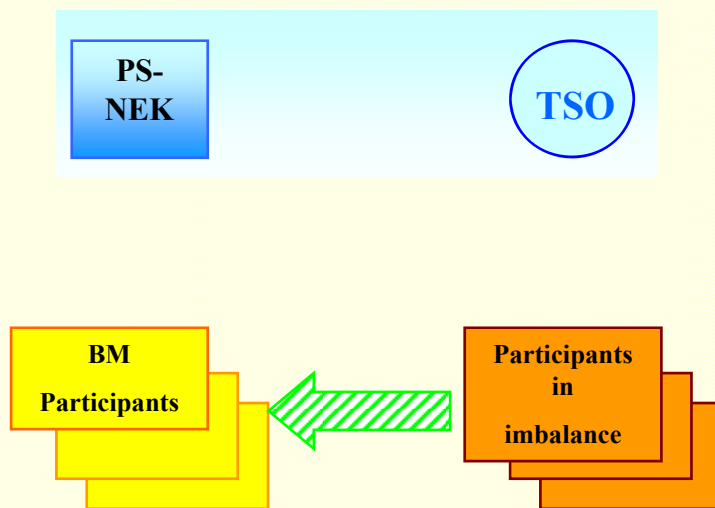 PS-
NEK
TSO
BM
Participants
Participants
in
imbalance